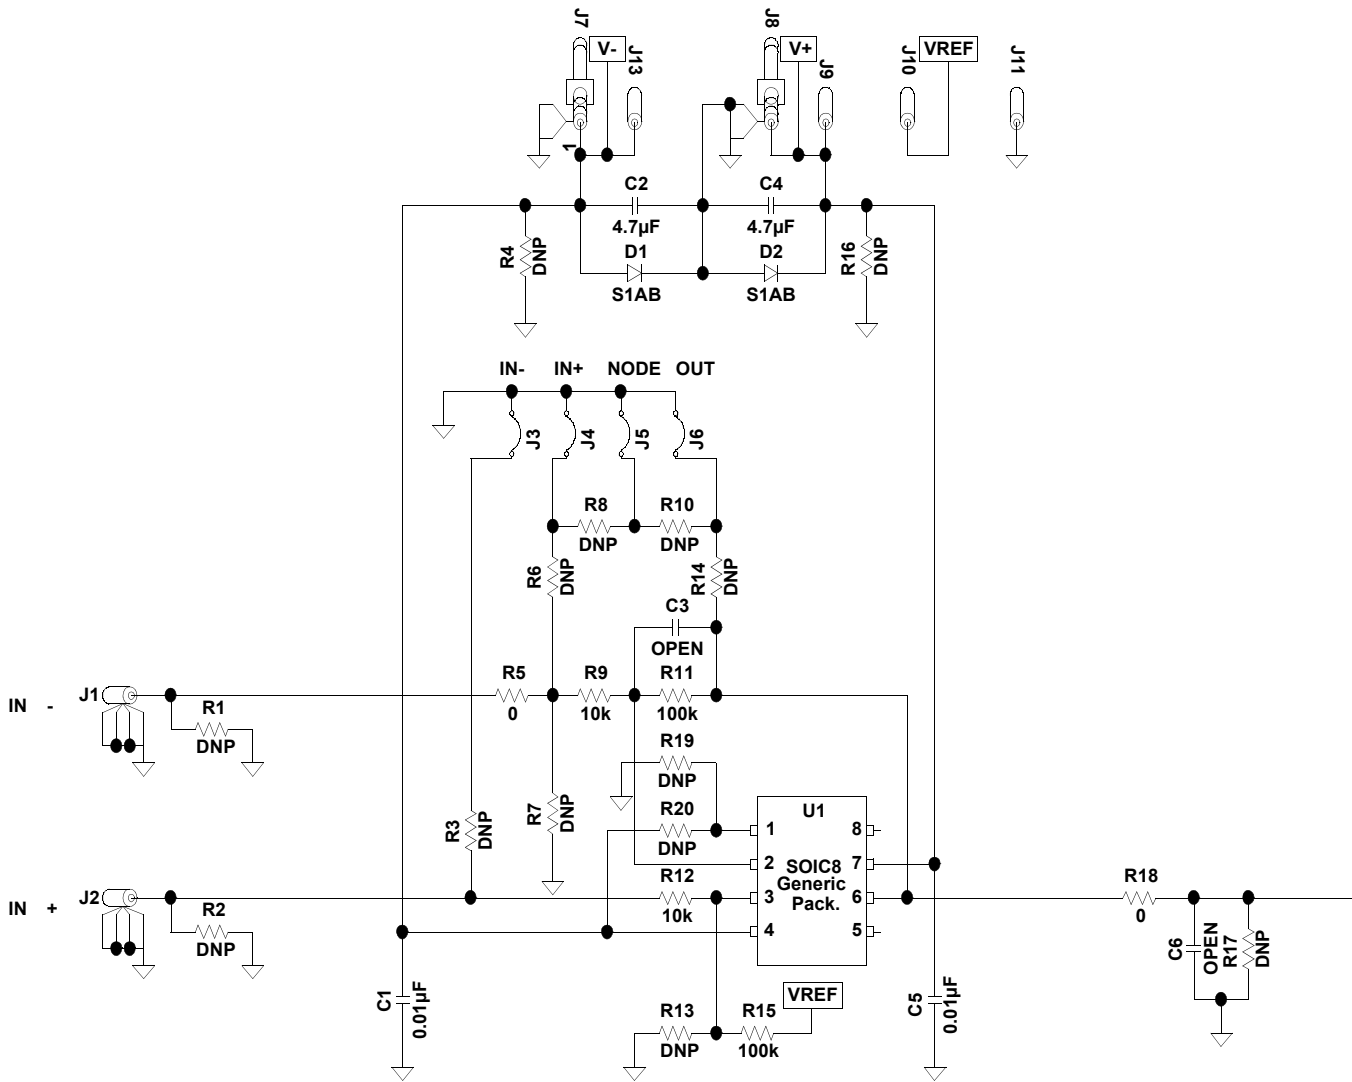 J7
V-
J13
J8
V+
J9
J10
VREF
J11
1
C2
4.7µF
D1
S1AB
C4
4.7µF
D2
S1AB
R4
DNP
R16
DNP
IN- IN+ NODE OUT
J3
J4
J5
J6
R8
DNP
R10
DNP
R6
DNP
R14
DNP
C3
OPEN
IN -
J1
R1
DNP
R5
0
R9
10k
R11
100k
R19
DNP
R20
DNP
R3
DNP
R7
DNP
U1
SOIC8
Generic
Pack.
1
2
3
4
8
7
6
5
IN +
J2
R2
DNP
R12
10k
R18
0
C6
OPEN
R17
DNP
C1
0.01µF
R13
DNP
R15
100k
VREF
C5
0.01µF